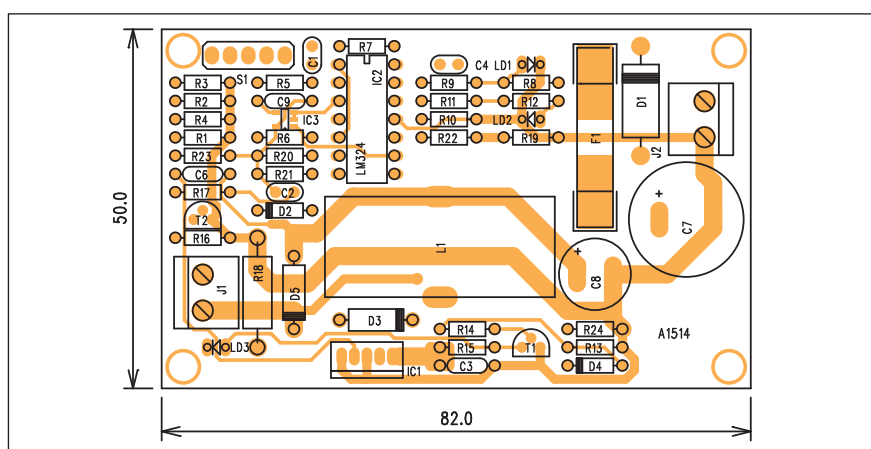 R7
S1
C1
IC2
C4
LD1
R3
R5
R9
R8
D1
R2
C9
R11
R12
R4
IC3
R10
LD2
F1
R1
R6
R22
R19
J2
R23
R20
LM324
C6
R21
R17
C2
50.0
T2
D2
+
C7
R16
L1
+
C8
J1
R18
D5
D3
R14
R24
A1514
LD3
R15
T1
R13
IC1
C3
D4
82.0